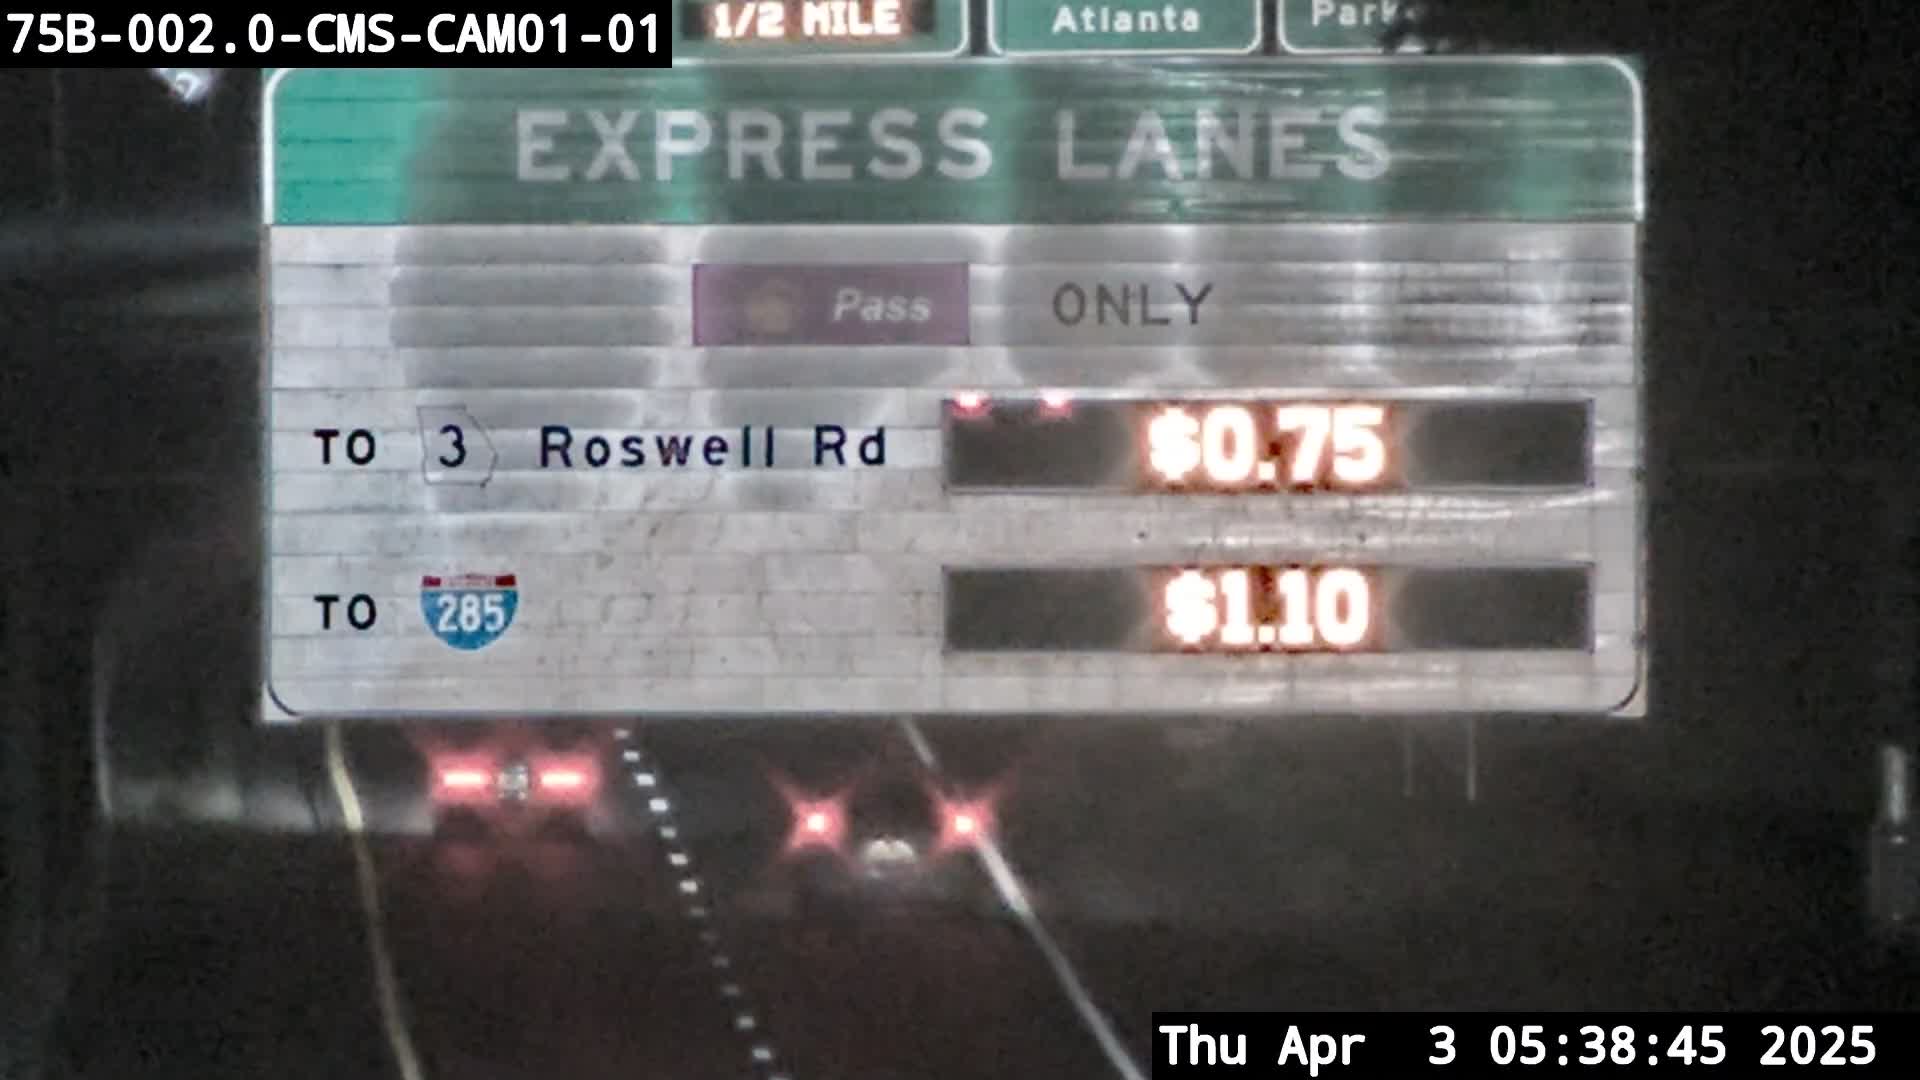 75B-002.0-CMS-CAM01-01
1/2 MILE
Atlanta
EXPRESS LANES
Pass ONLY
TO 3 Roswell Rd $0.75
TO 285 $1.10
Thu Apr 3 05:38:45 2025